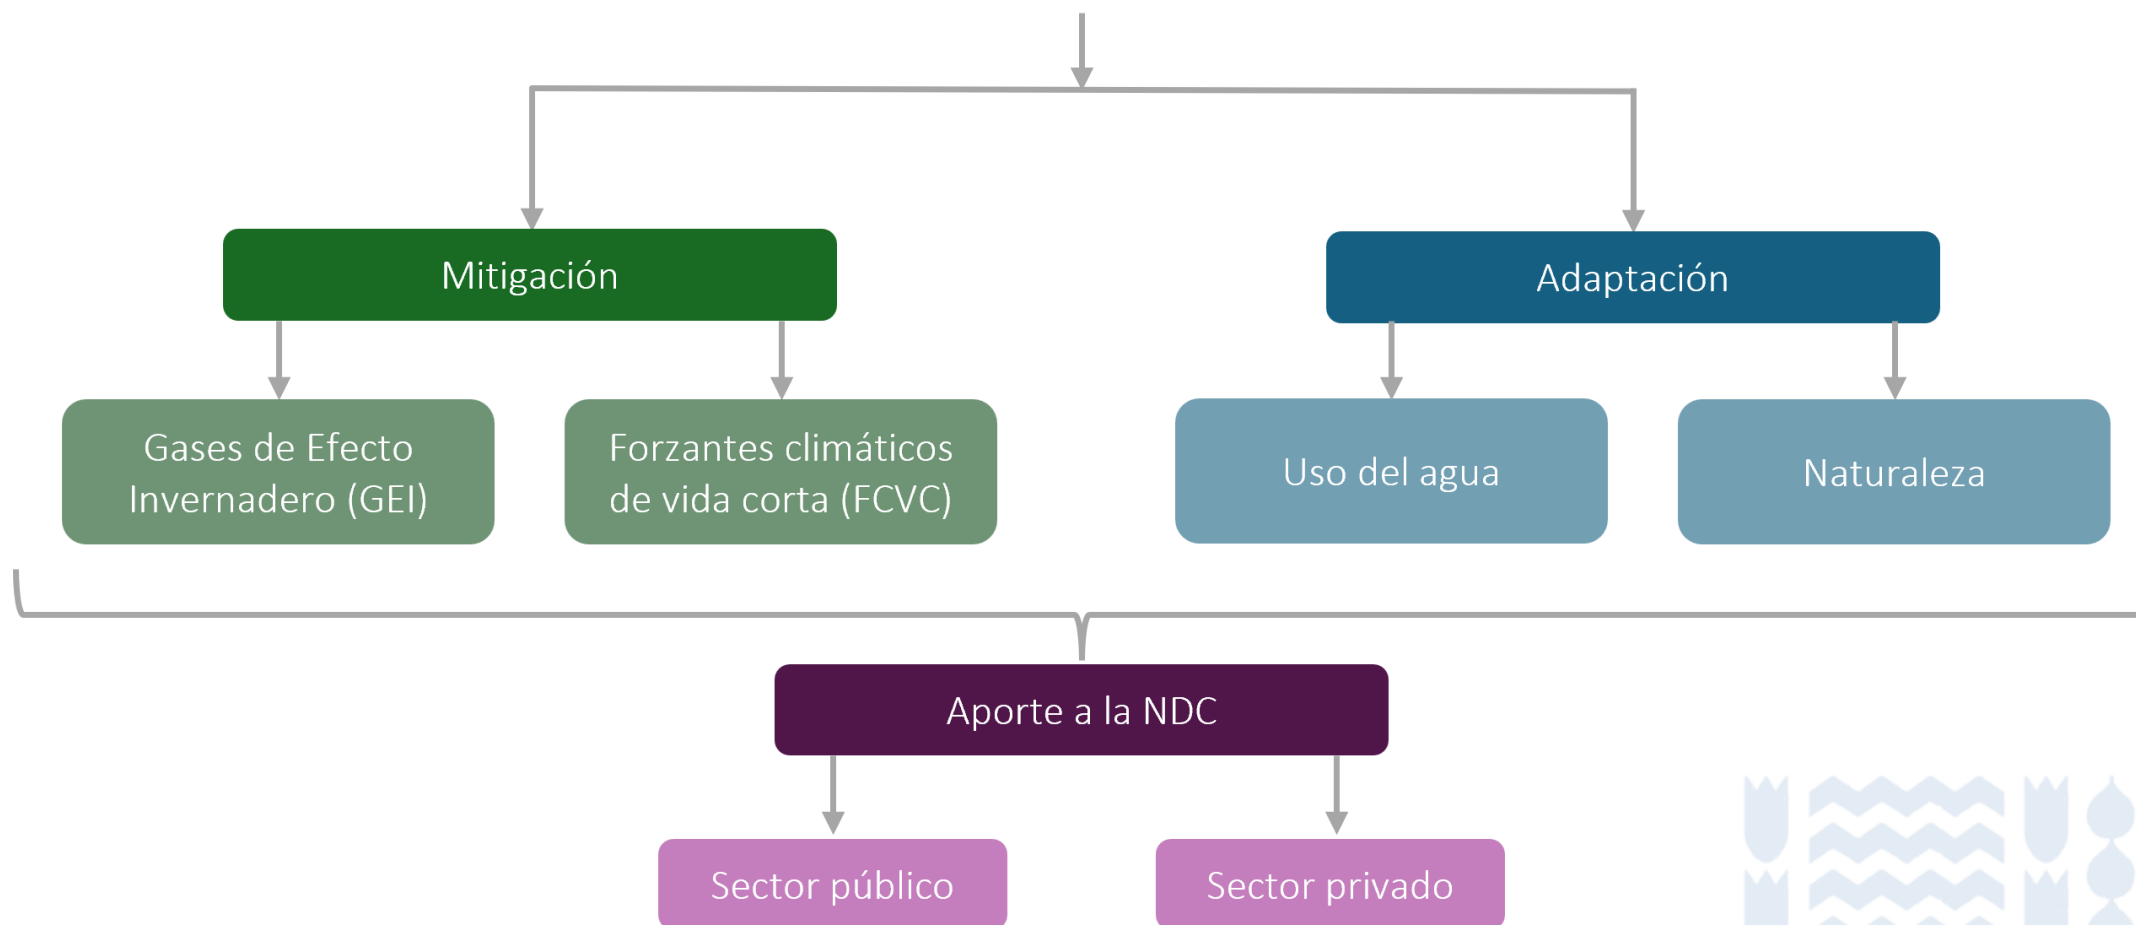 Mitigación
Adaptación
Gases de Efecto
Invernadero (GEI)
Forzantes climáticos
de vida corta (FCVC)
Uso del agua
Naturaleza
Aporte a la NDC
Sector público
Sector privado